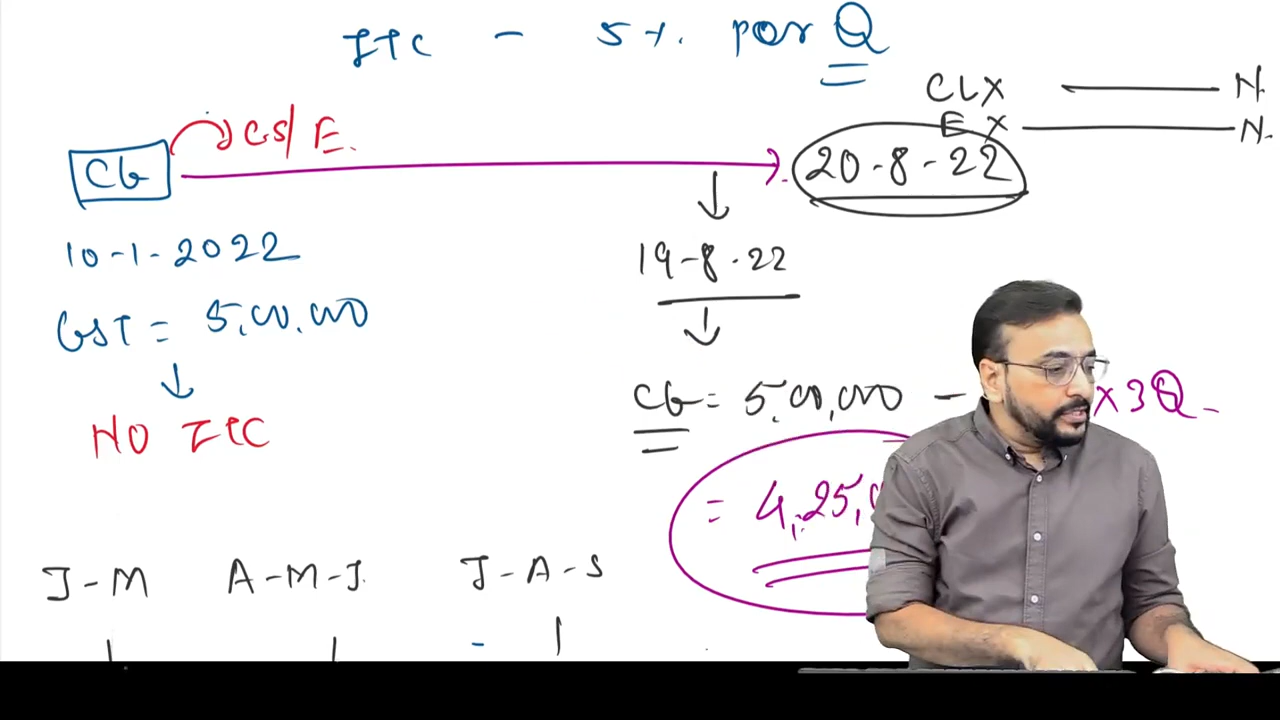 ITC - 5%. per Q
CLX — N.
EX — N.
CG → GS/E.
20-8-22
10-1-2022
19-8-22
GST = 5,00,000
CG = 5,00,000 - × 3Q
NO ITC
= 4,25,
J-M A-M-J. J-A-S